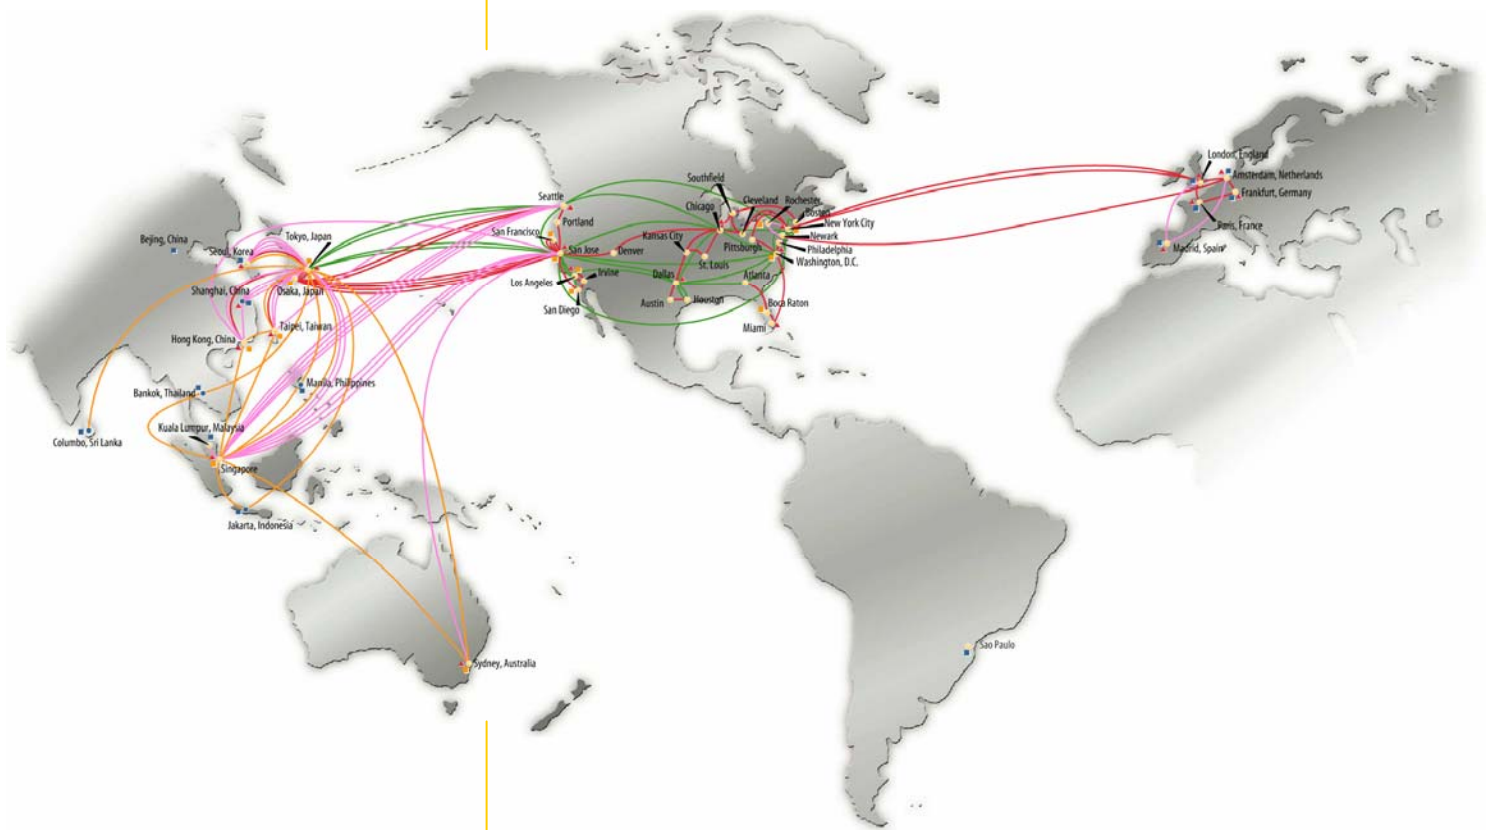 London, England
Amsterdam, Netherlands
Southfield
Frankfurt, Germany
Seattle
Cleveland
Rochester
Chicago
Boston
Portland
New York City
Paris, France
San Francisco
Tokyo, Japan
Kansas City
Newark
Bejing, China
Pittsburgh
Madrid, Spain
Seoul, Korea
San Jose
Denver
Philadelphia
St. Louis
Washington, D.C.
Irvine
Dallas
Atlanta
Los Angeles
Shanghai, China
Osaka, Japan
Austin
Houston
Boca Raton
San Diego
Taipei, Taiwan
Miami
Hong Kong, China
Manila, Philippines
Bankok, Thailand
Kuala Lumpur, Malaysia
Columbo, Sri Lanka
Singapore
Jakarta, Indonesia
Sao Paulo
Sydney, Australia